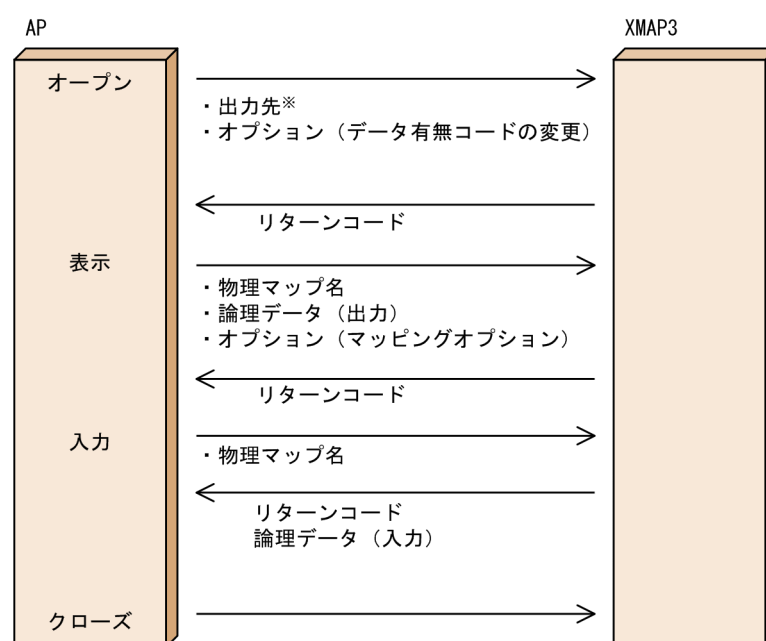 AP
XMAP3
オープン
・出力先※
・オプション（データ有無コードの変更）
リターンコード
表示
・物理マップ名
・論理データ（出力）
・オプション（マッピングオプション）
リターンコード
入力
・物理マップ名
リターンコード
論理データ（入力）
クローズ